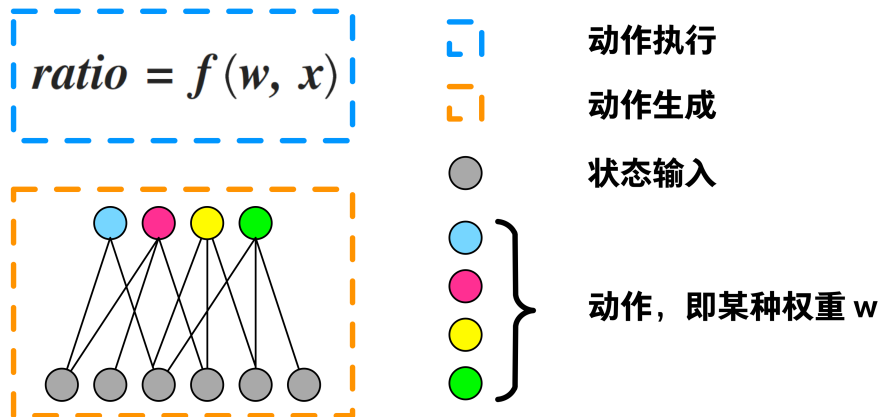 ratio = f (w, x)
动作执行
动作生成
状态输入
动作，即某种权重 w